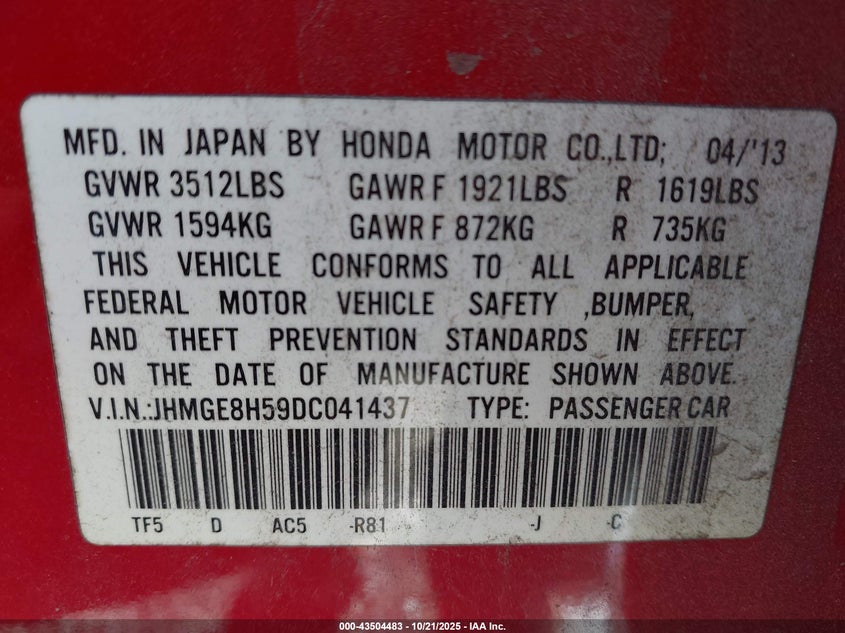 MFD. IN JAPAN BY HONDA MOTOR CO.,LTD; 04/'13
GVWR 3512LBS GAWR F 1921LBS R 1619LBS
GVWR 1594KG GAWR F 872KG R 735KG
THIS VEHICLE CONFORMS TO ALL APPLICABLE
FEDERAL MOTOR VEHICLE SAFETY ,BUMPER,
AND THEFT PREVENTION STANDARDS IN EFFECT
ON THE DATE OF MANUFACTURE SHOWN ABOVE.
V.I.N.:JHMGE8H59DC041437 TYPE: PASSENGER CAR
TF5 D AC5 -R81 -J -C
000-43504483 - 10/21/2025 - IAA Inc.